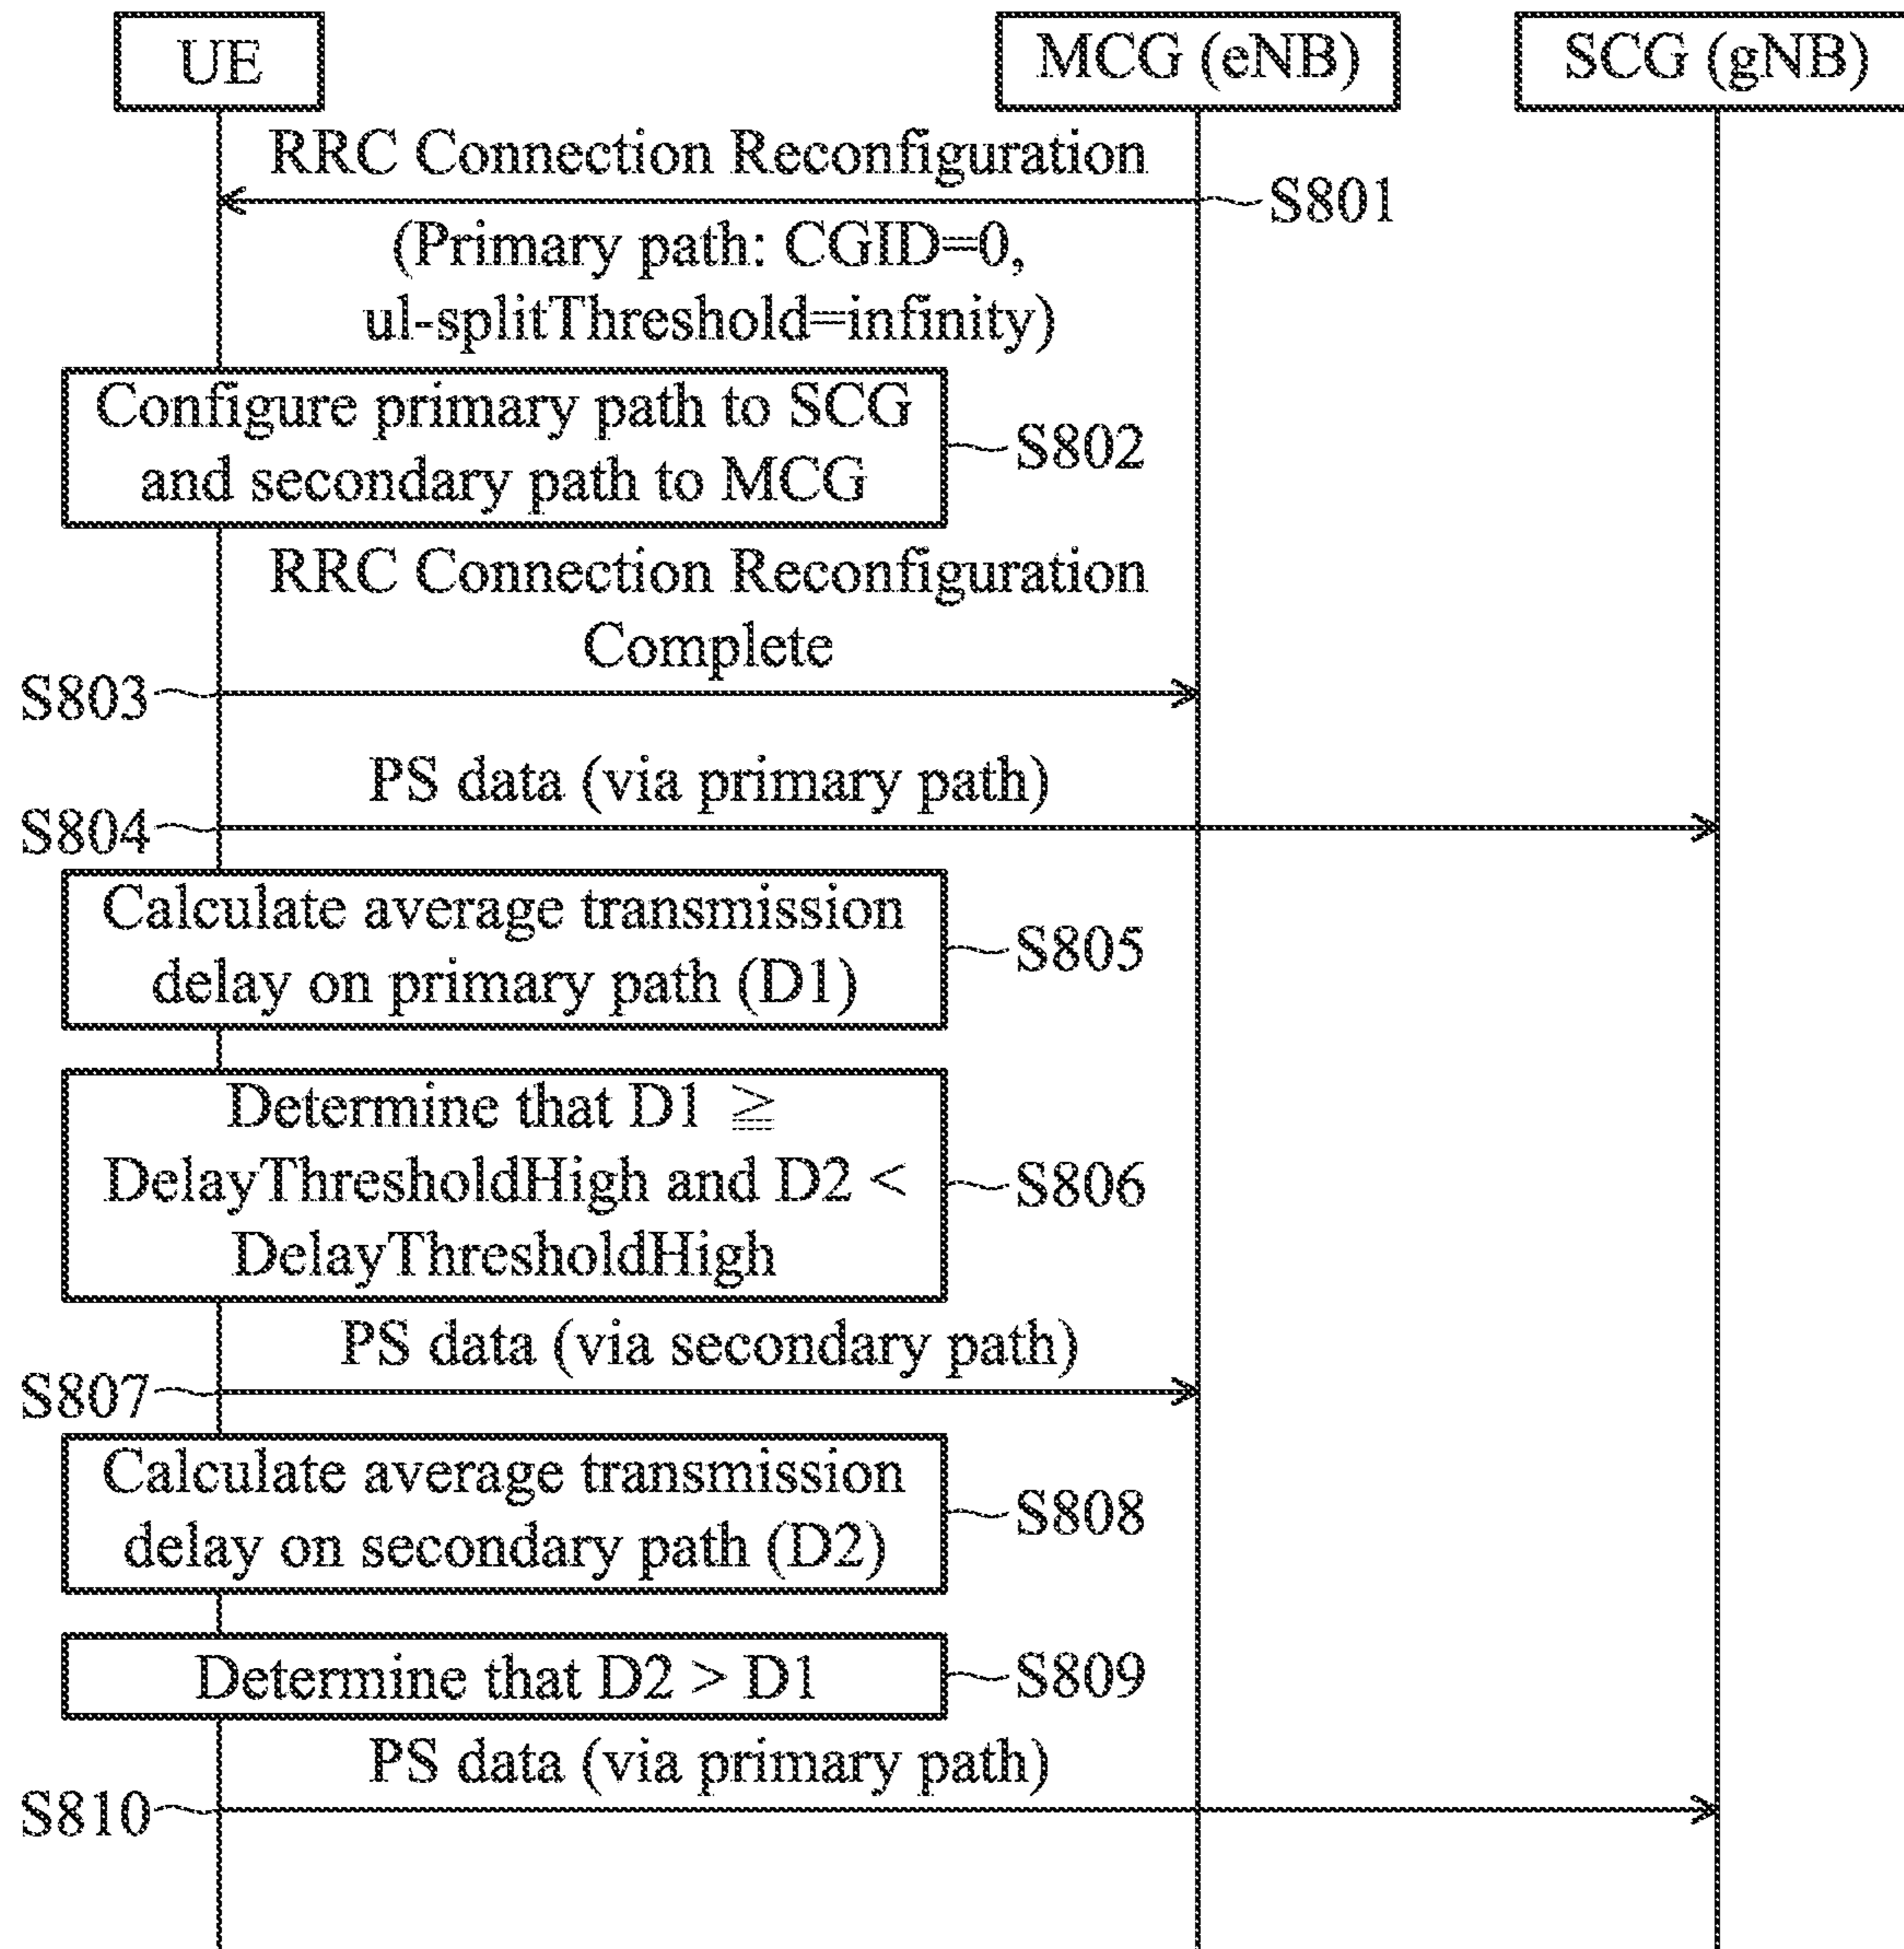 UE
MCG (eNB)
SCG (gNB)
RRC Connection Reconfiguration
S801
(Primary path: CGID=0,
ul-splitThreshold=infinity)
Configure primary path to SCG
and secondary path to MCG
S802
RRC Connection Reconfiguration
Complete
S803
PS data (via primary path)
S804
Calculate average transmission
delay on primary path (D1)
S805
Determine that D1 ≧
DelayThresholdHigh and D2 <
DelayThresholdHigh
S806
PS data (via secondary path)
S807
Calculate average transmission
delay on secondary path (D2)
S808
Determine that D2 > D1
S809
PS data (via primary path)
S810